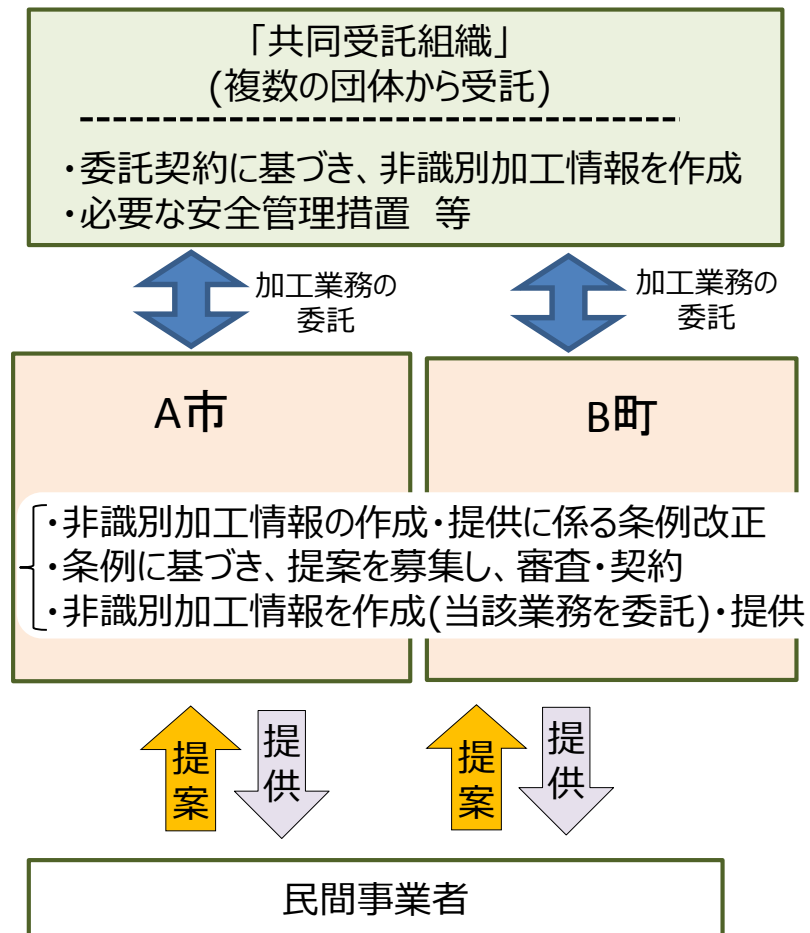 「共同受託組織」
(複数の団体から受託)
・委託契約に基づき、非識別加工情報を作成
・必要な安全管理措置 等
加工業務の
委託
加工業務の
委託
A市
B町
・非識別加工情報の作成・提供に係る条例改正
・条例に基づき、提案を募集し、審査・契約
・非識別加工情報を作成(当該業務を委託)・提供
提案
提供
提案
提供
民間事業者